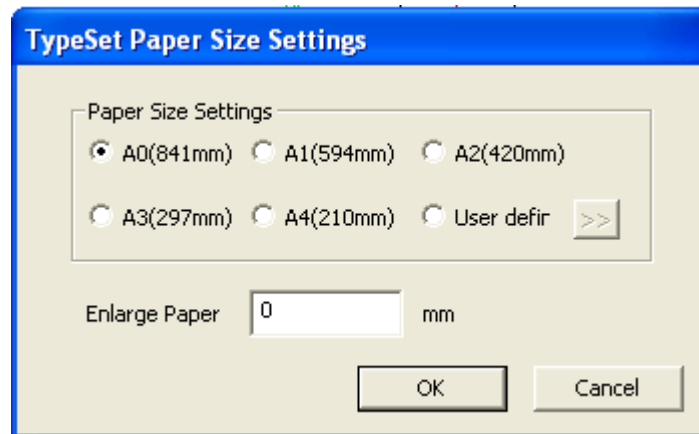 TypeSet Paper Size Settings
Paper Size Settings
A0(841mm) A1(594mm) A2(420mm)
A3(297mm) A4(210mm) User defir >>
Enlarge Paper 0 mm
OK Cancel